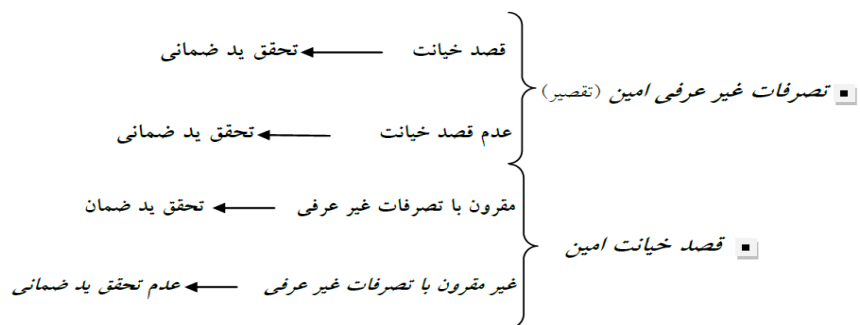 قصد خیانت ← تحقق ید ضمانی
▪ تصرفات غیر عرفی امین (تقصیر)
عدم قصد خیانت ← تحقق ید ضمانی
مقرون با تصرفات غیر عرفی ← تحقق ید ضمان
▪ قصد خیانت امین
غیر مقرون با تصرفات غیر عرفی ← عدم تحقق ید ضمانی